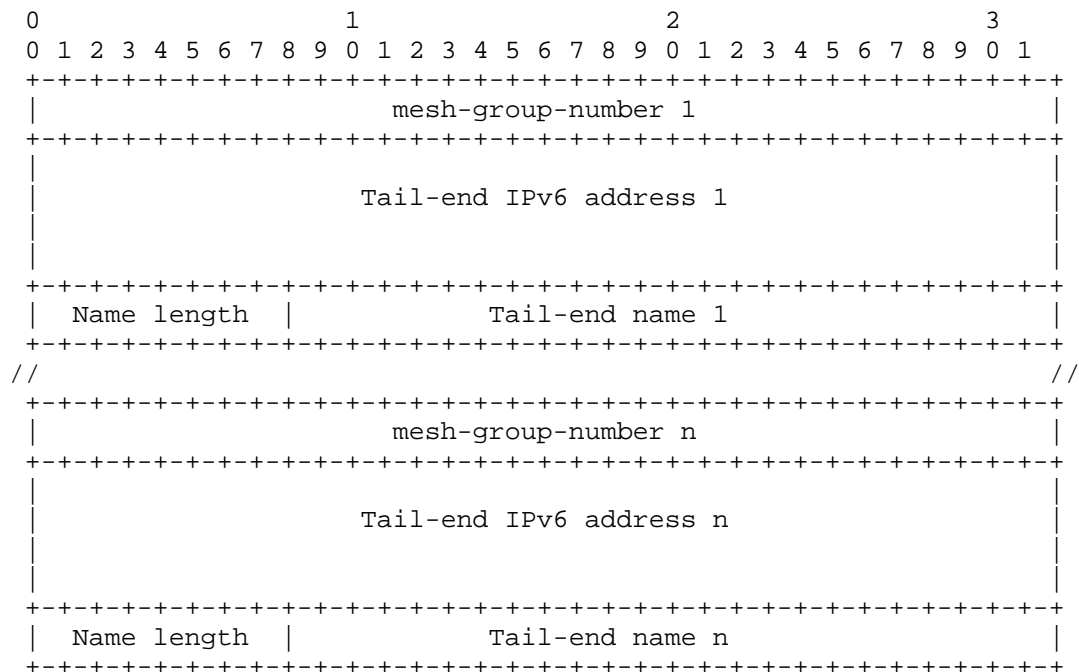 0                   1                   2                   3
0 1 2 3 4 5 6 7 8 9 0 1 2 3 4 5 6 7 8 9 0 1 2 3 4 5 6 7 8 9 0 1
+-+-+-+-+-+-+-+-+-+-+-+-+-+-+-+-+-+-+-+-+-+-+-+-+-+-+-+-+-+-+-+-+
|                      mesh-group-number 1                      |
+-+-+-+-+-+-+-+-+-+-+-+-+-+-+-+-+-+-+-+-+-+-+-+-+-+-+-+-+-+-+-+-+
|                                                               |
|                    Tail-end IPv6 address 1                    |
|                                                               |
|                                                               |
+-+-+-+-+-+-+-+-+-+-+-+-+-+-+-+-+-+-+-+-+-+-+-+-+-+-+-+-+-+-+-+-+
|  Name length  |            Tail-end name 1                    |
+-+-+-+-+-+-+-+-+-+-+-+-+-+-+-+-+-+-+-+-+-+-+-+-+-+-+-+-+-+-+-+-+
//                                                               //
+-+-+-+-+-+-+-+-+-+-+-+-+-+-+-+-+-+-+-+-+-+-+-+-+-+-+-+-+-+-+-+-+
|                      mesh-group-number n                      |
+-+-+-+-+-+-+-+-+-+-+-+-+-+-+-+-+-+-+-+-+-+-+-+-+-+-+-+-+-+-+-+-+
|                                                               |
|                    Tail-end IPv6 address n                    |
|                                                               |
|                                                               |
+-+-+-+-+-+-+-+-+-+-+-+-+-+-+-+-+-+-+-+-+-+-+-+-+-+-+-+-+-+-+-+-+
|  Name length  |            Tail-end name n                    |
+-+-+-+-+-+-+-+-+-+-+-+-+-+-+-+-+-+-+-+-+-+-+-+-+-+-+-+-+-+-+-+-+